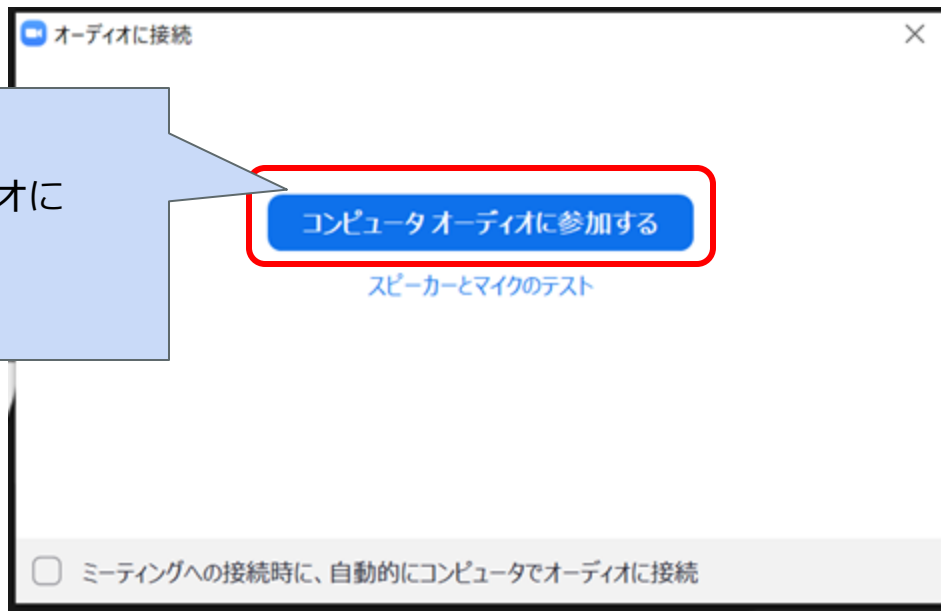 オーディオに接続
オに
コンピュータ オーディオに参加する
スピーカーとマイクのテスト
ミーティングへの接続時に、自動的にコンピュータでオーディオに接続